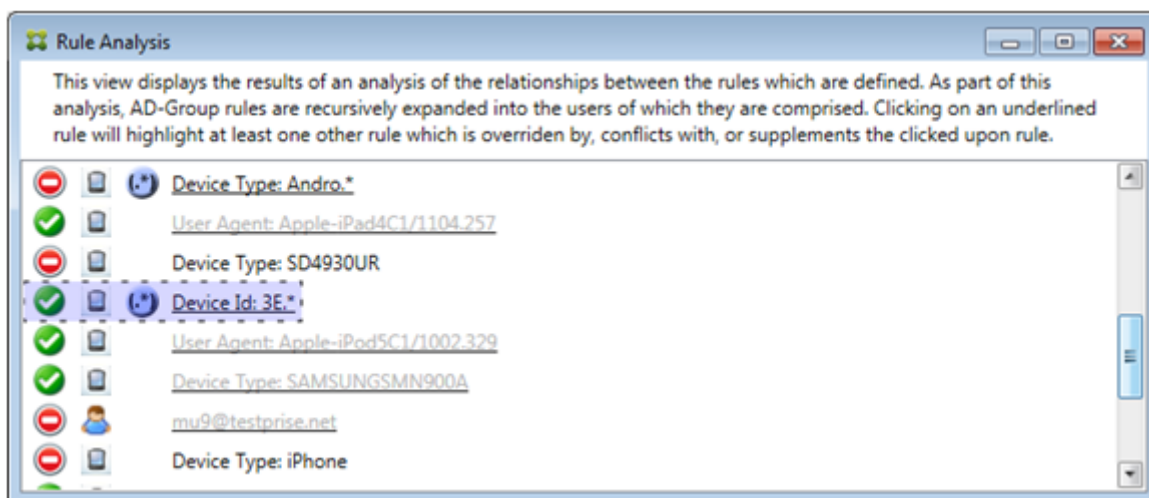 Rule Analysis
This view displays the results of an analysis of the relationships between the rules which are defined. As part of this
analysis, AD-Group rules are recursively expanded into the users of which they are comprised. Clicking on an underlined
rule will highlight at least one other rule which is overriden by, conflicts with, or supplements the clicked upon rule.
(.*) Device Type: Andro.*
User Agent: Apple-iPad4C1/1104.257
Device Type: SD4930UR
(.*) Device Id: 3E.*
User Agent: Apple-iPod5C1/1002.329
Device Type: SAMSUNGSMN900A
mu9@testprise.net
Device Type: iPhone